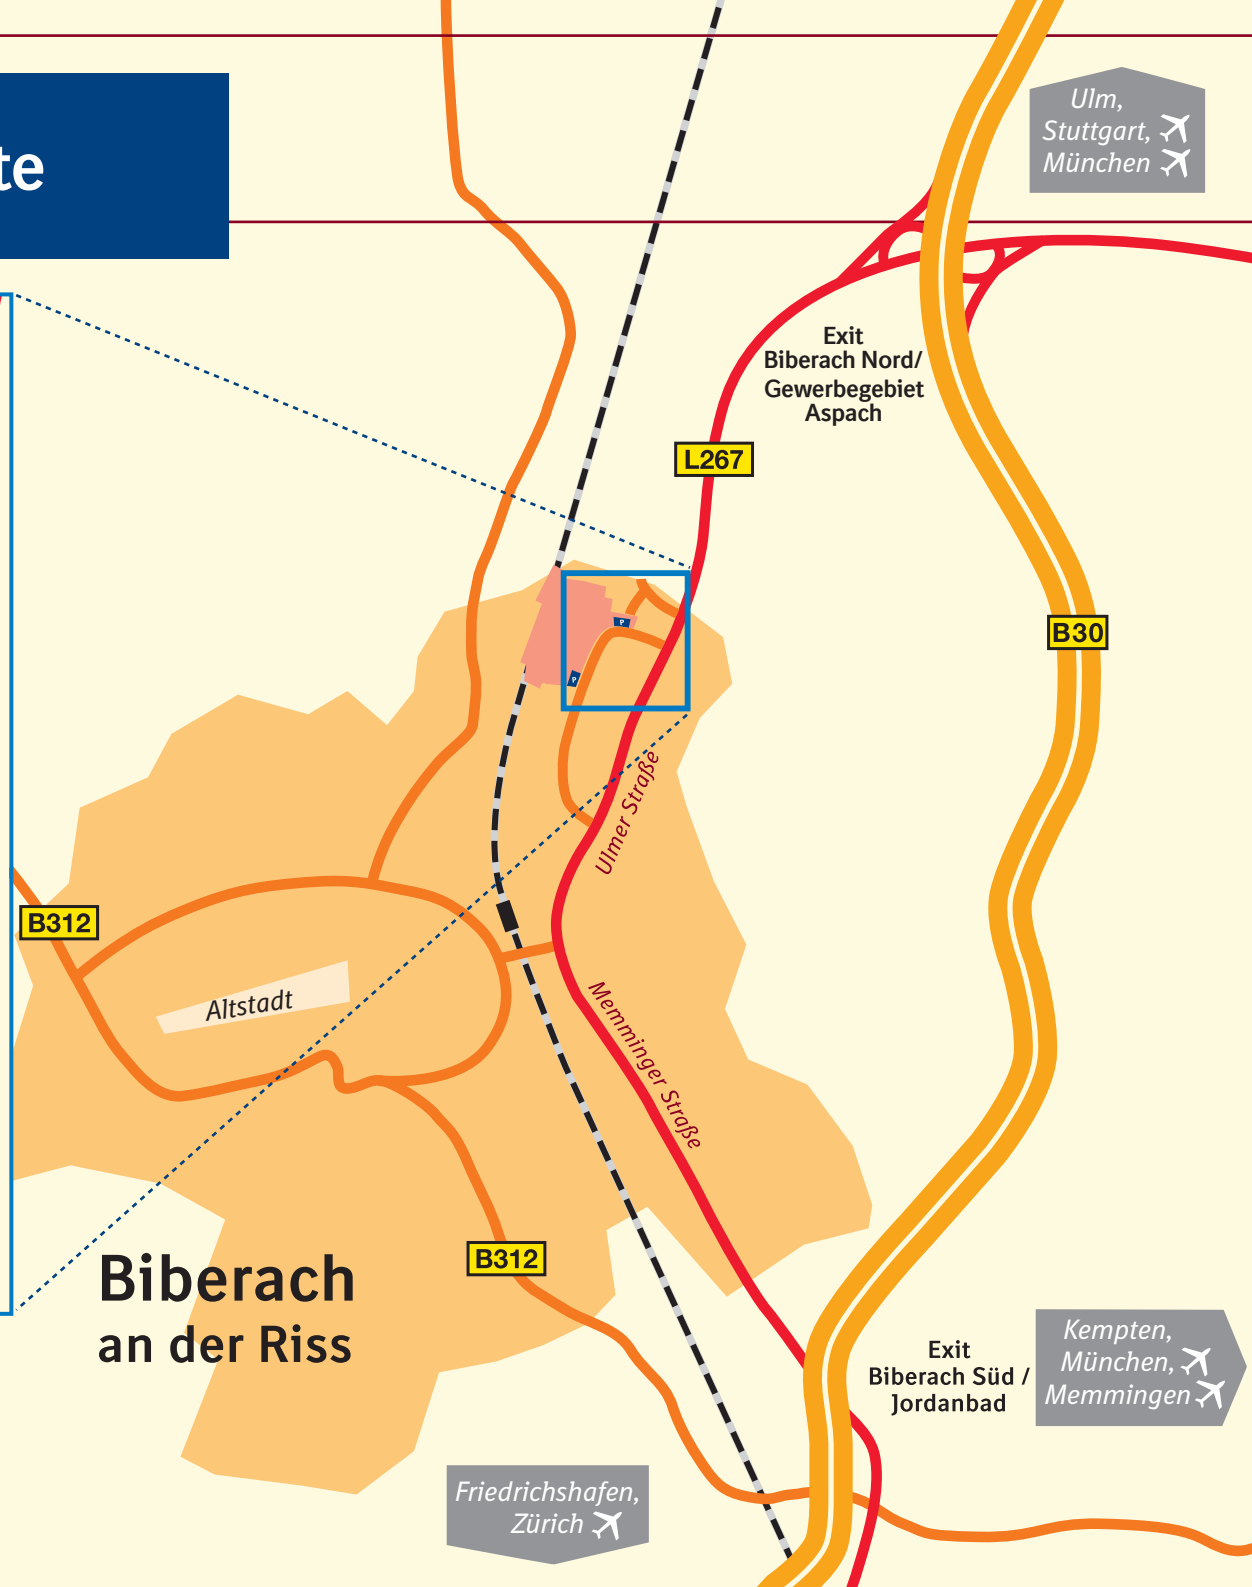 te
Ulm,
Stuttgart,
München
Exit
Biberach Nord/
Gewerbegebiet
Aspach
L267
B30
P
P
Ulmer Straße
B312
Altstadt
Memminger Straße
Biberach
an der Riss
B312
Exit
Biberach Süd /
Jordanbad
Kempten,
München,
Memmingen
Friedrichshafen,
Zürich